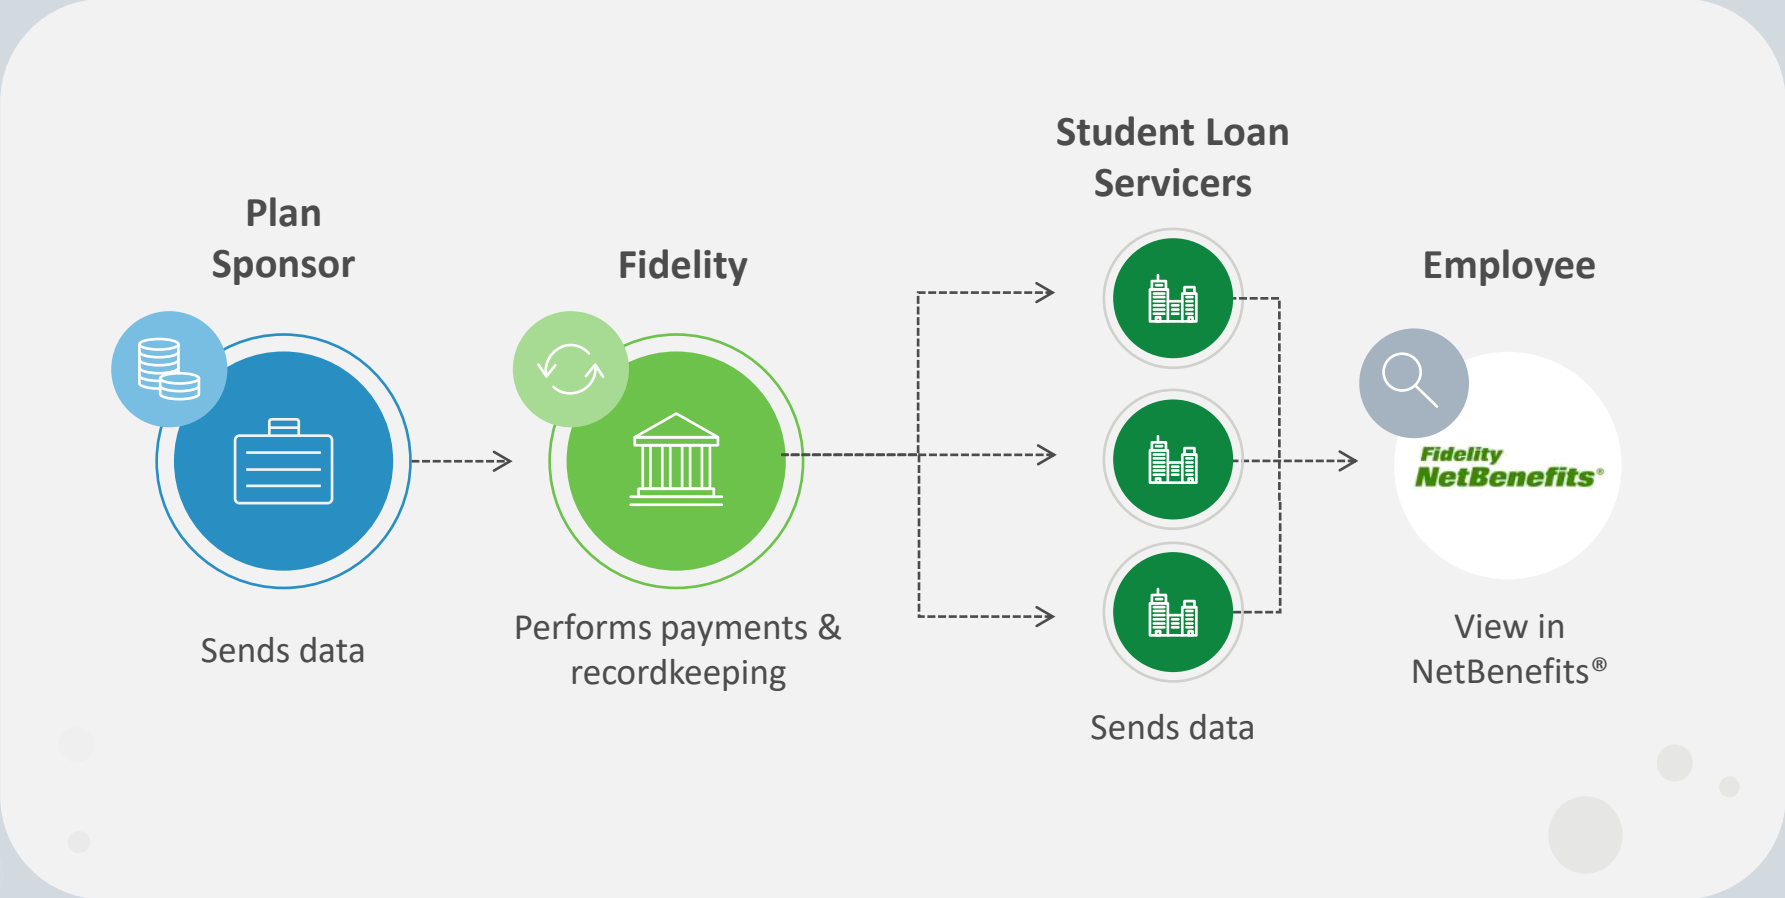 Plan
Sponsor
Sends data
Fidelity
Performs payments &
recordkeeping
Student Loan
Servicers
Sends data
Employee
Fidelity
NetBenefits®
View in
NetBenefits®